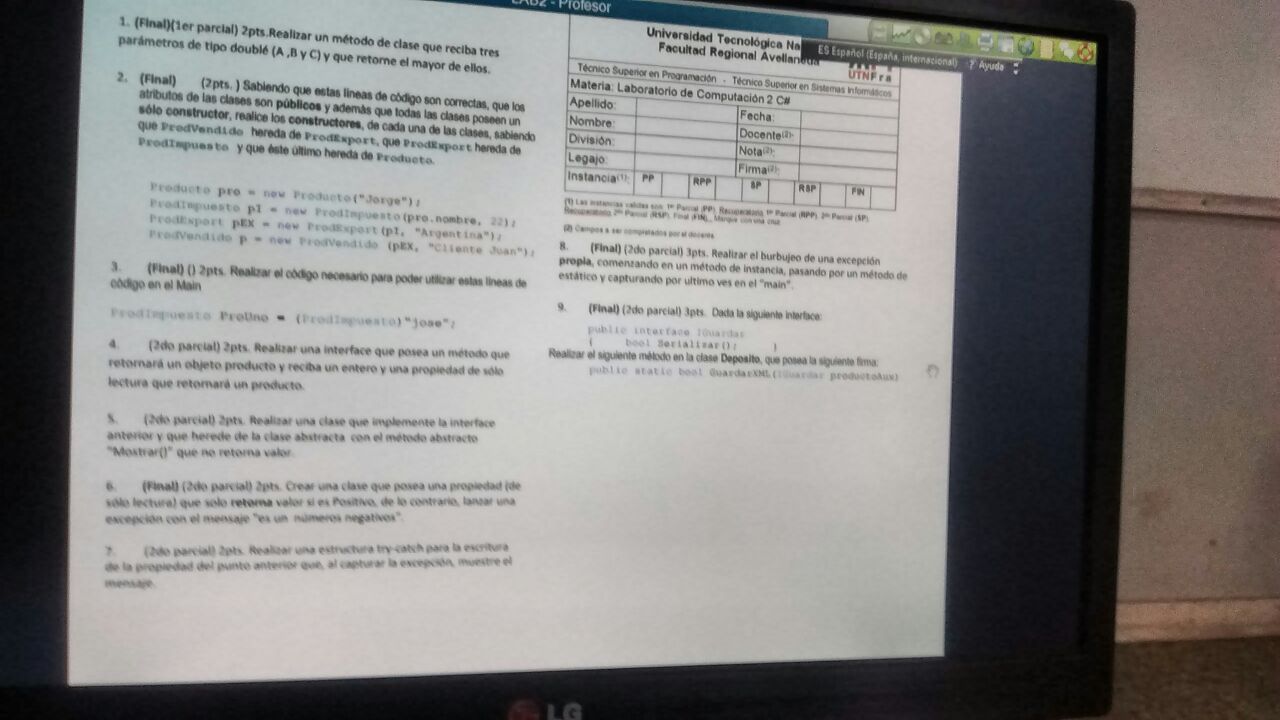 LAB2 - Profesor
1. (Final)(1er parcial) 2pts.Realizar un método de clase que reciba tres
parámetros de tipo doublé (A ,B y C) y que retorne el mayor de ellos.
2. (Final) (2pts. ) Sabiendo que estas líneas de código son correctas, que los
atributos de las clases son públicos y además que todas las clases poseen un
sólo constructor, realice los constructores, de cada una de las clases, sabiendo
que ProdVendido hereda de ProdExport, que ProdExport hereda de
ProdImpuesto y que éste último hereda de Producto.
Producto pro = new Producto("Jorge");
ProdImpuesto pI = new ProdImpuesto(pro.nombre, 22);
ProdExport pEX = new ProdExport(pI, "Argentina");
ProdVendido p = new ProdVendido (pEX, "Cliente Juan");
3. (Final) () 2pts. Realizar el código necesario para poder utilizar estas líneas de
código en el Main
ProdImpuesto ProUno = (ProdImpuesto)"jose";
4. (2do parcial) 2pts. Realizar una interface que posea un método que
retornará un objeto producto y reciba un entero y una propiedad de sólo
lectura que retornará un producto.
5. (2do parcial) 2pts. Realizar una clase que implemente la interface
anterior y que herede de la clase abstracta con el método abstracto
"Mostrar()" que no retorna valor.
6. (Final) (2do parcial) 2pts. Crear una clase que posea una propiedad (de
sólo lectura) que solo retorna valor si es Positivo, de lo contrario, lanzar una
excepción con el mensaje "es un números negativos".
7. (2do parcial) 2pts. Realizar una estructura try-catch para la escritura
de la propiedad del punto anterior que, al capturar la excepción, muestre el
mensaje.
Universidad Tecnológica Na
Facultad Regional Avellaneda
UTNFra
ES Español (España, internacional) ? Ayuda
Técnico Superior en Programación - Técnico Superior en Sistemas Informáticos
Materia: Laboratorio de Computación 2 C#
Apellido: Fecha:
Nombre: Docente(2):
División: Nota(2):
Legajo: Firma(2):
Instancia(1): PP RPP SP RSP FIN
(1) Las instancias validas son: 1er Parcial (PP), Recuperatorio 1er Parcial (RPP), 2do Parcial (SP),
Recuperatorio 2do Parcial (RSP), Final (FIN). Marque con una cruz.
(2) Campos a ser completados por el docente.
8. (Final) (2do parcial) 3pts. Realizar el burbujeo de una excepción
propia, comenzando en un método de instancia, pasando por un método de
estático y capturando por ultimo ves en el "main".
9. (Final) (2do parcial) 3pts. Dada la siguiente interface:
public interface IGuardar
{ bool Serializar(); }
Realizar el siguiente método en la clase Deposito, que posea la siguiente firma:
public static bool GuardarXML(IGuardar productoAux)
LG